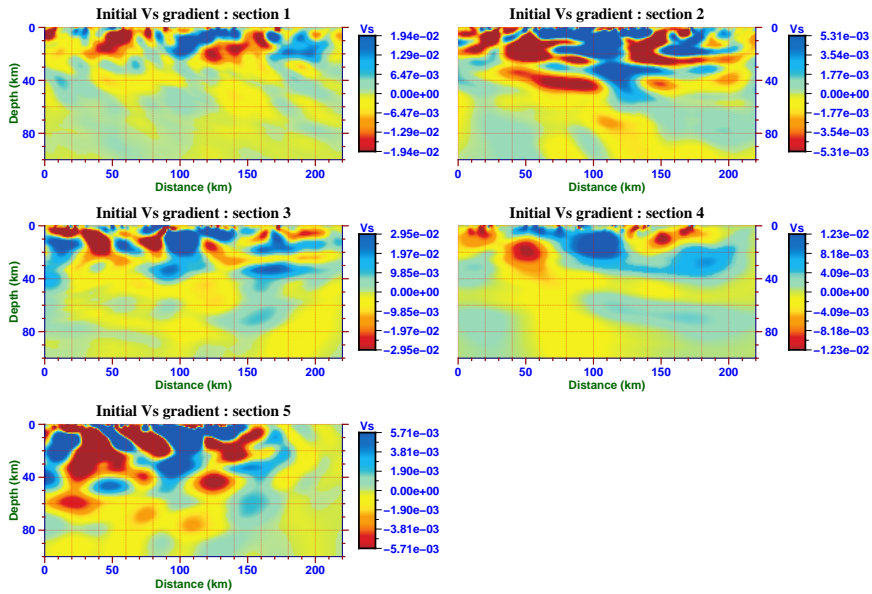 Initial Vs gradient : section 1
0 50 100 150 200
0
40
80
Depth (km)
Distance (km)
Vs
1.94e−02
1.29e−02
6.47e−03
0.00e+00
−6.47e−03
−1.29e−02
−1.94e−02
Initial Vs gradient : section 2
0
40
80
0 50 100 150 200
Distance (km)
Vs
5.31e−03
3.54e−03
1.77e−03
0.00e+00
−1.77e−03
−3.54e−03
−5.31e−03
Initial Vs gradient : section 3
0
40
80
Depth (km)
0 50 100 150 200
Distance (km)
Vs
2.95e−02
1.97e−02
9.85e−03
0.00e+00
−9.85e−03
−1.97e−02
−2.95e−02
Initial Vs gradient : section 4
0
40
80
0 50 100 150 200
Distance (km)
Vs
1.23e−02
8.18e−03
4.09e−03
0.00e+00
−4.09e−03
−8.18e−03
−1.23e−02
Initial Vs gradient : section 5
0
40
80
Depth (km)
0 50 100 150 200
Distance (km)
Vs
5.71e−03
3.81e−03
1.90e−03
0.00e+00
−1.90e−03
−3.81e−03
−5.71e−03